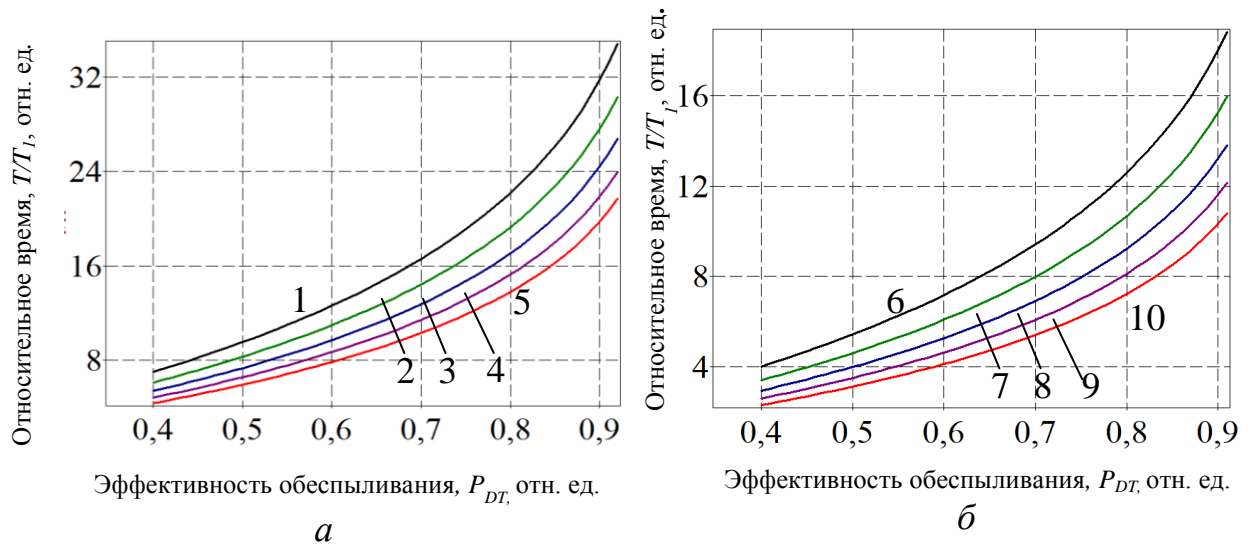 Относительное время, T/T1, отн. ед.
32
24
16
8
1
2
3
4
5
0,4 0,5 0,6 0,7 0,8 0,9
Эффективность обеспыливания, PDT, отн. ед.
а
Относительное время, T/T1, отн. ед.
16
12
8
4
6
7
8
9
10
0,4 0,5 0,6 0,7 0,8 0,9
Эффективность обеспыливания, PDT, отн. ед.
б